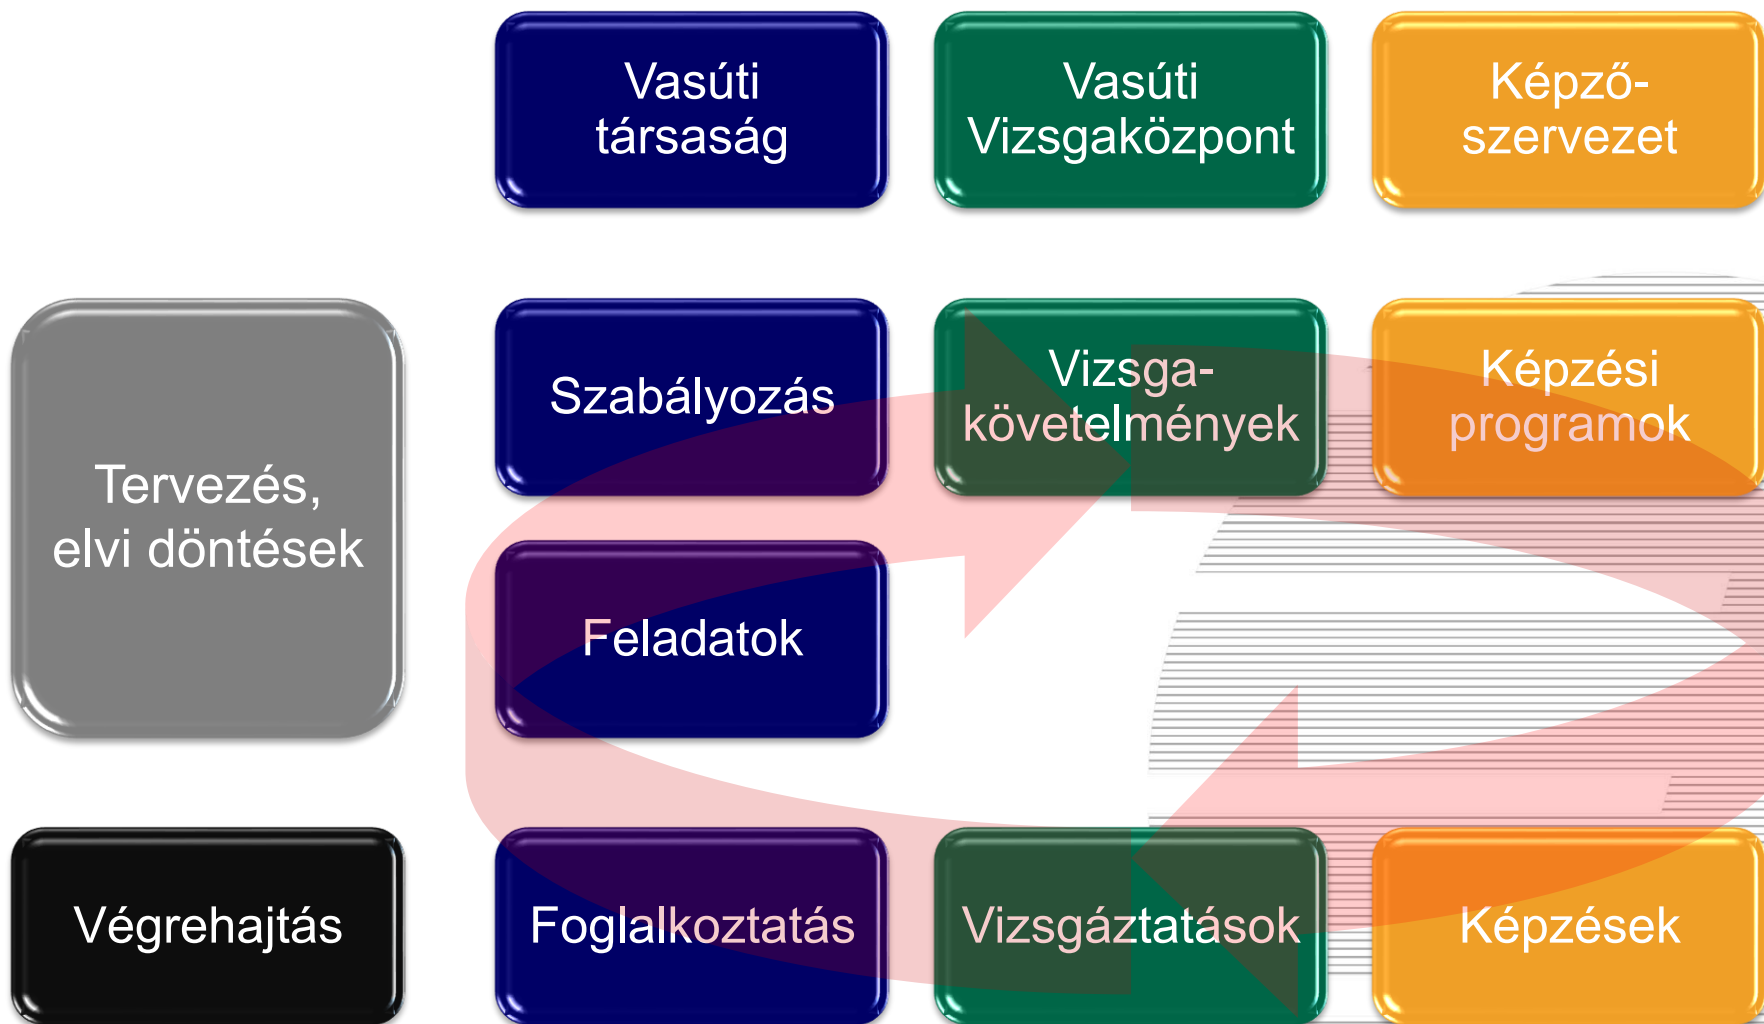 Vasúti
társaság
Vasúti
Vizsgaközpont
Képző-
szervezet
Tervezés,
elvi döntések
Szabályozás
Vizsga-
követelmények
Képzési
programok
Feladatok
Végrehajtás
Foglalkoztatás
Vizsgáztatások
Képzések